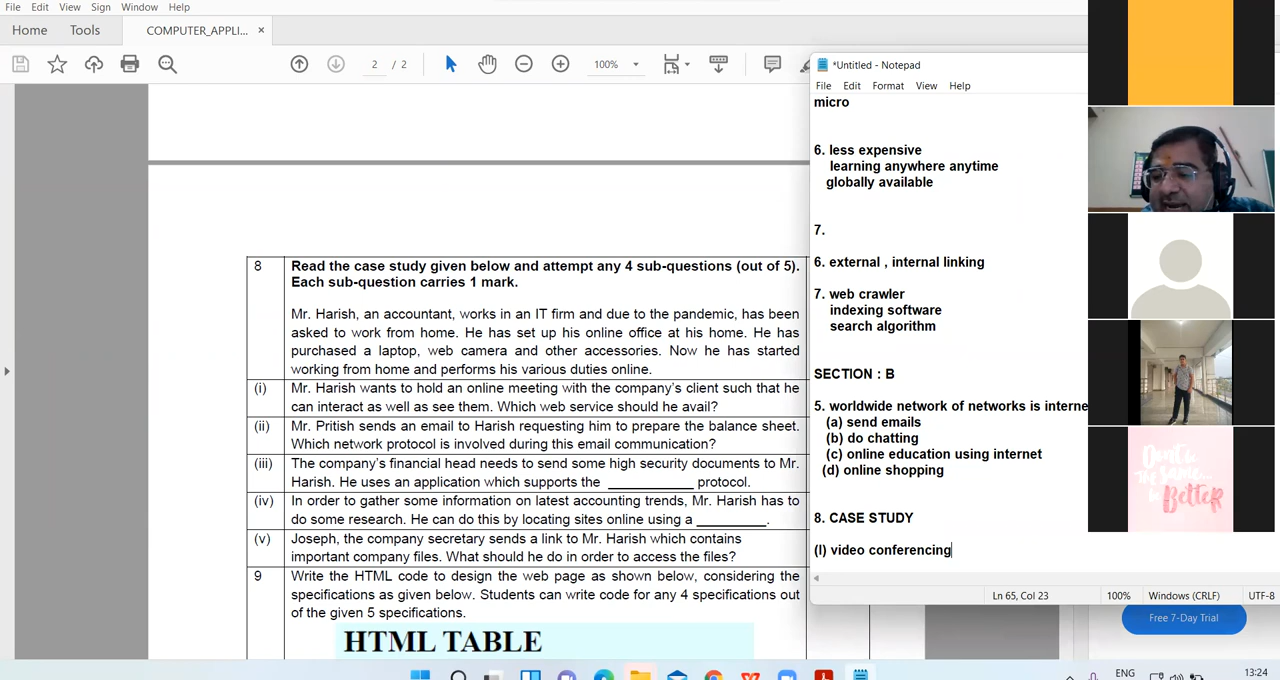 File Edit View Sign Window Help
Home Tools COMPUTER_APPLI... ×
2 / 2 100%
8 Read the case study given below and attempt any 4 sub-questions (out of 5).
Each sub-question carries 1 mark.
Mr. Harish, an accountant, works in an IT firm and due to the pandemic, has been
asked to work from home. He has set up his online office at his home. He has
purchased a laptop, web camera and other accessories. Now he has started
working from home and performs his various duties online.
(i) Mr. Harish wants to hold an online meeting with the company's client such that he
can interact as well as see them. Which web service should he avail?
(ii) Mr. Pritish sends an email to Harish requesting him to prepare the balance sheet.
Which network protocol is involved during this email communication?
(iii) The company's financial head needs to send some high security documents to Mr.
Harish. He uses an application which supports the ___________ protocol.
(iv) In order to gather some information on latest accounting trends, Mr. Harish has to
do some research. He can do this by locating sites online using a _________.
(v) Joseph, the company secretary sends a link to Mr. Harish which contains
important company files. What should he do in order to access the files?
9 Write the HTML code to design the web page as shown below, considering the
specifications as given below. Students can write code for any 4 specifications out
of the given 5 specifications.
HTML TABLE
*Untitled - Notepad
File Edit Format View Help
micro
6. less expensive
learning anywhere anytime
globally available
7.
6. external , internal linking
7. web crawler
indexing software
search algorithm
SECTION : B
5. worldwide network of networks is interne
(a) send emails
(b) do chatting
(c) online education using internet
(d) online shopping
8. CASE STUDY
(I) video conferencing
Ln 65, Col 23 100% Windows (CRLF) UTF-8
Free 7-Day Trial
Don't be
the same...
be
BeTTer
ENG 13:24